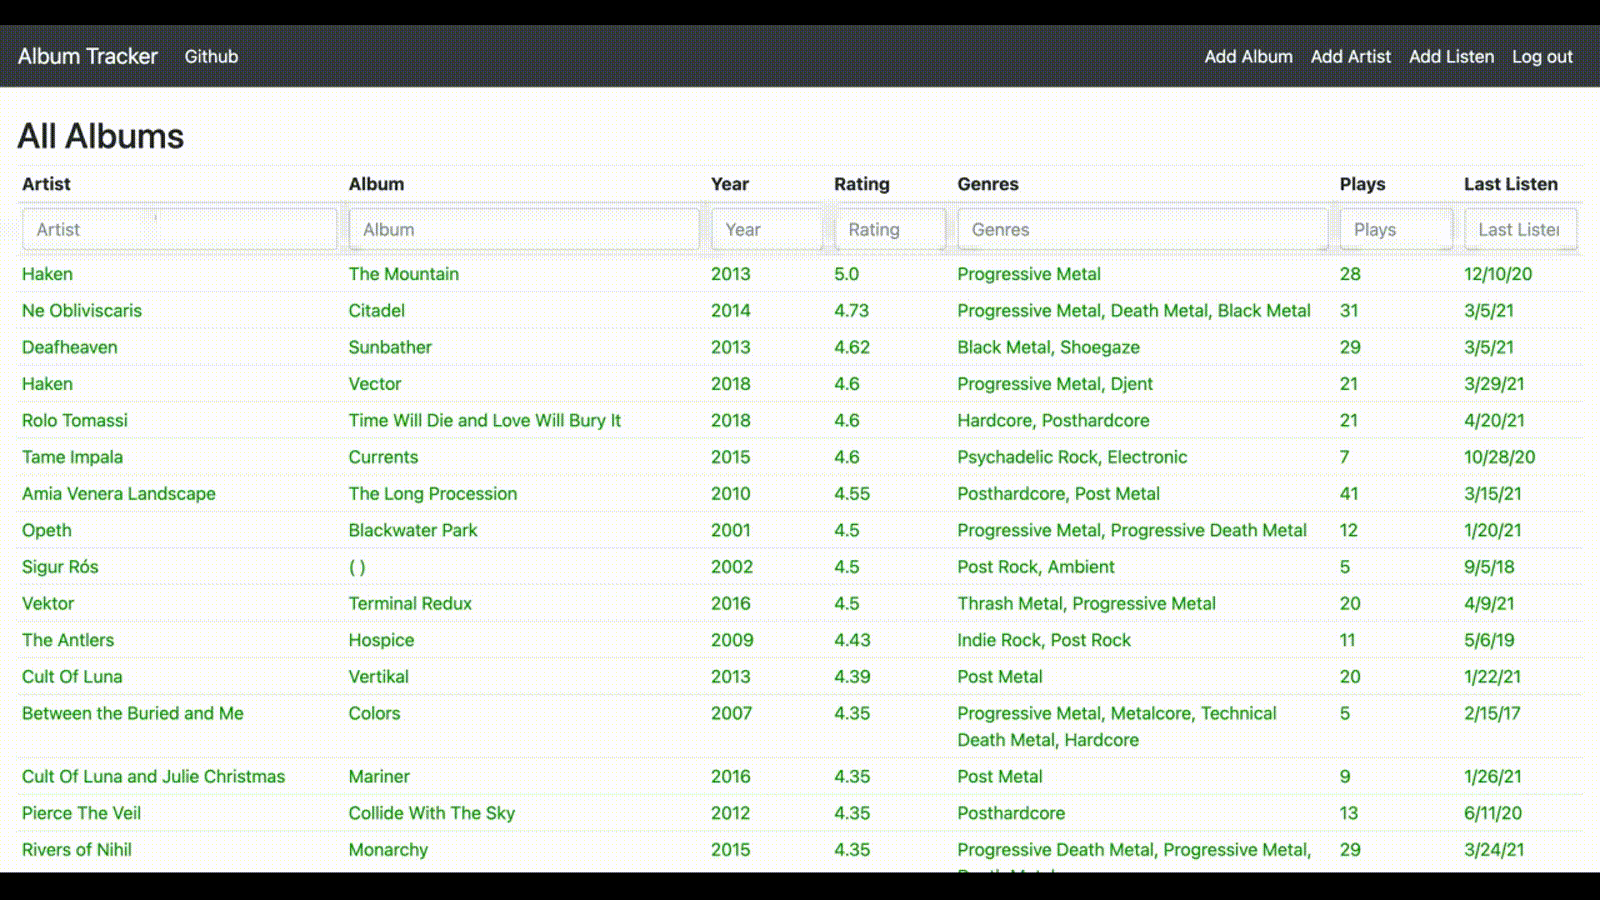 Album Tracker Github Add Album Add Artist Add Listen Log out
All Albums
Artist Album Year Rating Genres Plays Last Listen
Artist Album Year Rating Genres Plays Last Listen
Haken The Mountain 2013 5.0 Progressive Metal 28 12/10/20
Ne Obliviscaris Citadel 2014 4.73 Progressive Metal, Death Metal, Black Metal 31 3/5/21
Deafheaven Sunbather 2013 4.62 Black Metal, Shoegaze 29 3/5/21
Haken Vector 2018 4.6 Progressive Metal, Djent 21 3/29/21
Rolo Tomassi Time Will Die and Love Will Bury It 2018 4.6 Hardcore, Posthardcore 21 4/20/21
Tame Impala Currents 2015 4.6 Psychadelic Rock, Electronic 7 10/28/20
Amia Venera Landscape The Long Procession 2010 4.55 Posthardcore, Post Metal 41 3/15/21
Opeth Blackwater Park 2001 4.5 Progressive Metal, Progressive Death Metal 12 1/20/21
Sigur Rós ( ) 2002 4.5 Post Rock, Ambient 5 9/5/18
Vektor Terminal Redux 2016 4.5 Thrash Metal, Progressive Metal 20 4/9/21
The Antlers Hospice 2009 4.43 Indie Rock, Post Rock 11 5/6/19
Cult Of Luna Vertikal 2013 4.39 Post Metal 20 1/22/21
Between the Buried and Me Colors 2007 4.35 Progressive Metal, Metalcore, Technical 5 2/15/17
Death Metal, Hardcore
Cult Of Luna and Julie Christmas Mariner 2016 4.35 Post Metal 9 1/26/21
Pierce The Veil Collide With The Sky 2012 4.35 Posthardcore 13 6/11/20
Rivers of Nihil Monarchy 2015 4.35 Progressive Death Metal, Progressive Metal, 29 3/24/21